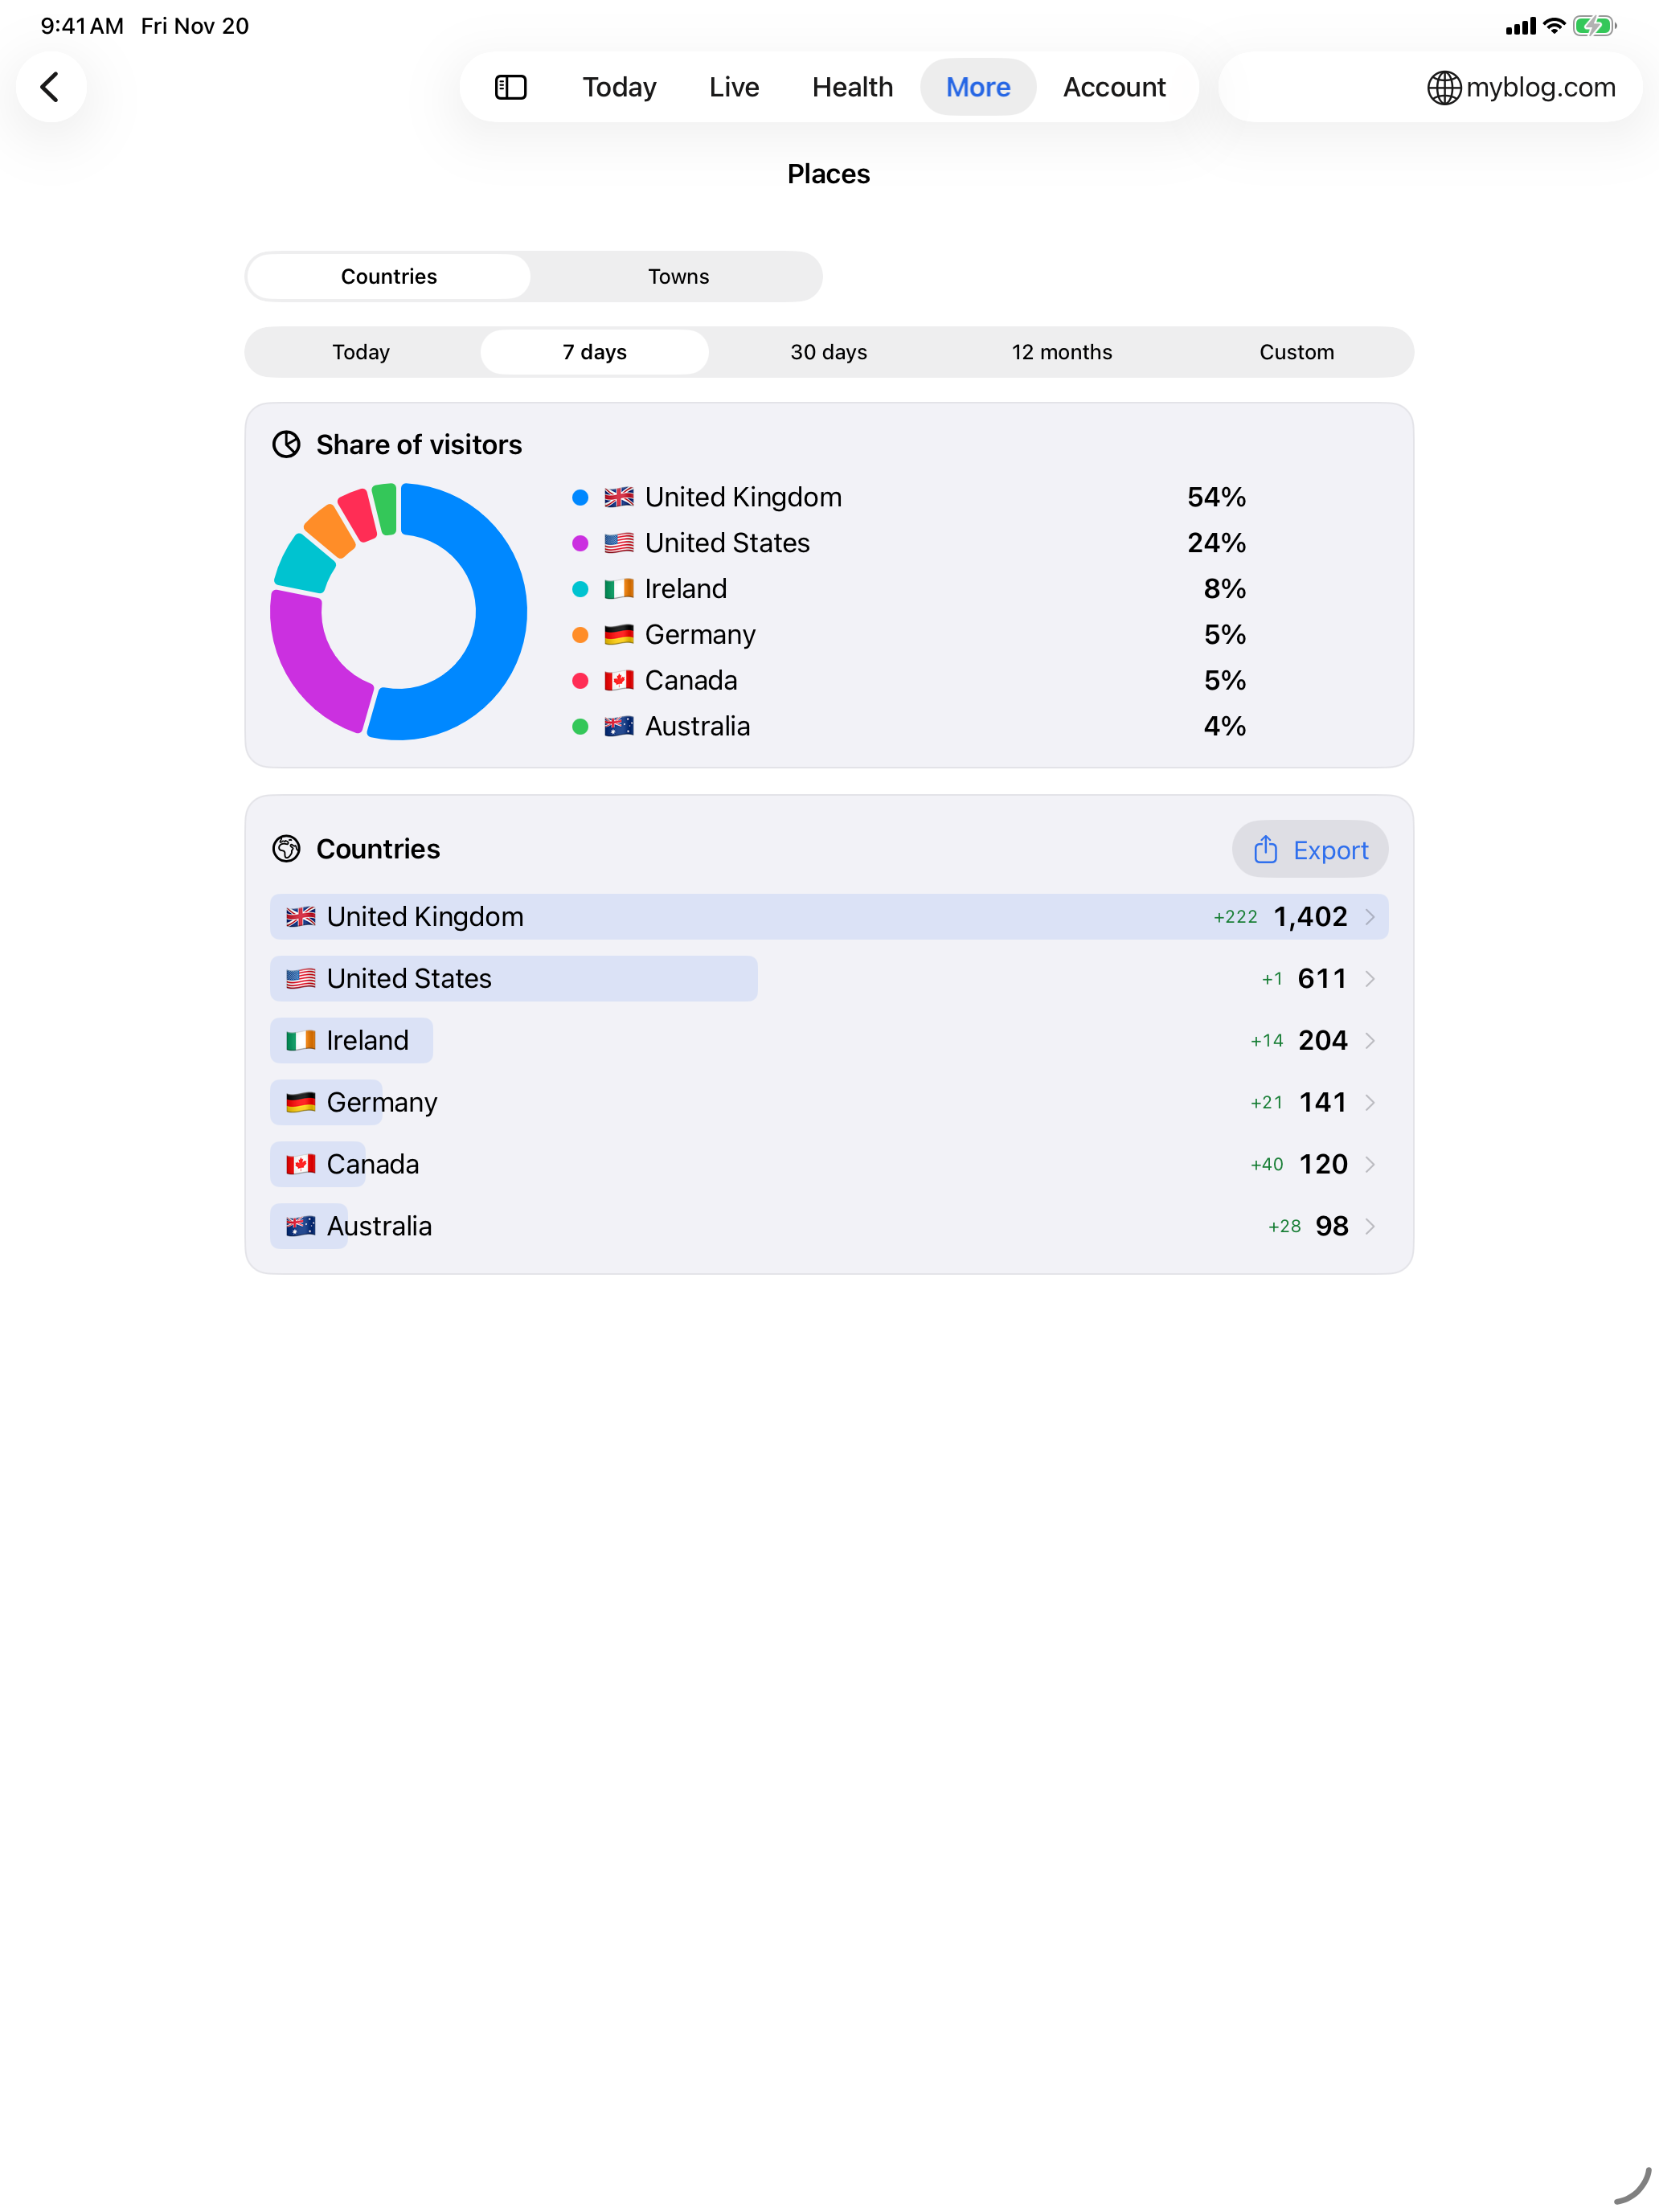 9:41 AM Fri Nov 20
Today Live Health More Account myblog.com
Places
Countries Towns
Today 7 days 30 days 12 months Custom
Share of visitors
United Kingdom 54%
United States 24%
Ireland 8%
Germany 5%
Canada 5%
Australia 4%
Countries Export
United Kingdom +222 1,402
United States +1 611
Ireland +14 204
Germany +21 141
Canada +40 120
Australia +28 98